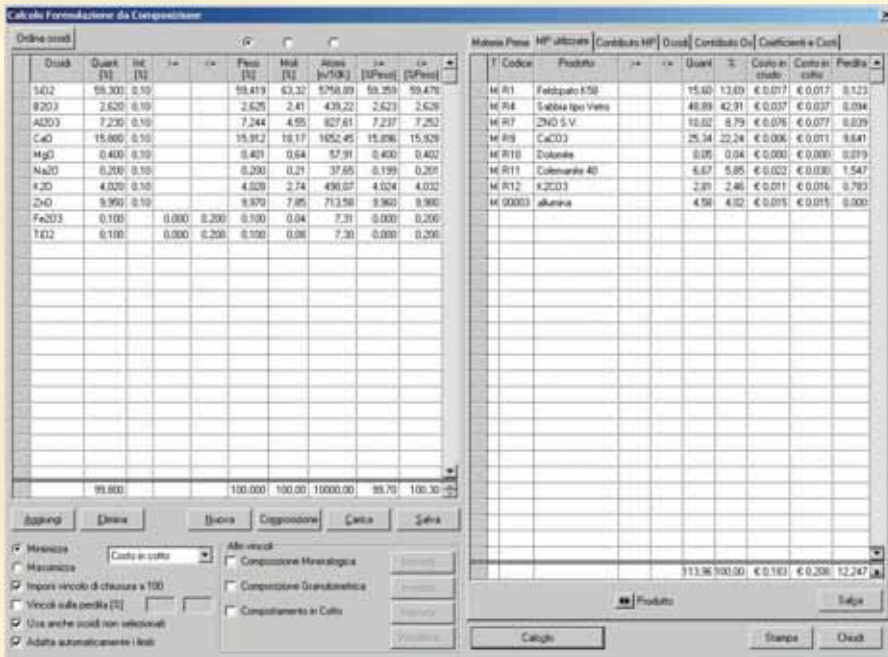 Calcolo Formulazione da Composizione
Ordina ossidi
Ossidi Quant. [%] Int. [%] >= <= Peso [%] Moli [%] Atomi [n/10K] >= [%Peso] <= [%Peso]
SiO2 59,300 0,10 59,419 63,32 5758,89 59,359 59,478
B2O3 2,620 0,10 2,625 2,41 439,22 2,623 2,628
Al2O3 7,230 0,10 7,244 4,55 827,61 7,237 7,252
CaO 15,880 0,10 15,912 18,17 1652,45 15,896 15,928
MgO 0,400 0,10 0,401 0,64 57,91 0,400 0,402
Na2O 0,200 0,10 0,200 0,21 37,65 0,199 0,201
K2O 4,020 0,10 4,028 2,74 498,07 4,024 4,032
ZnO 9,950 0,10 9,970 7,85 713,58 9,960 9,980
Fe2O3 0,100 0,000 0,200 0,100 0,04 7,31 0,000 0,200
TiO2 0,100 0,000 0,200 0,100 0,08 7,30 0,000 0,200
99,800 100,000 100,00 10000,00 99,70 100,30
Aggiungi Elimina Nuova Composizione Carica Salva
Minimizza
Massimizza
Costo in cotto
Imponi vincolo di chiusura a 100
Vincoli sulla perdita [%]
Usa anche ossidi non selezionati
Adatta automaticamente i limiti
Altri vincoli
Composizione Mineralogica
Composizione Granulometrica
Comportamento in Cotto
Materie Prime MP utilizzate Contributo MP Ossidi Contributo Ox Coefficienti e Costi
T Codice Prodotto >= <= Quant % Costo in crudo Costo in cotto Perdita
M R1 Feldspato K58 15,60 13,69 € 0,017 € 0,017 0,123
M R4 Sabbia tipo Vetro 48,89 42,91 € 0,037 € 0,037 0,094
M R7 ZNO S.V. 10,02 8,79 € 0,076 € 0,077 0,039
M R9 CaCO3 25,34 22,24 € 0,006 € 0,011 9,641
M R10 Dolomite 0,05 0,04 € 0,000 € 0,000 0,019
M R11 Colemanite 40 6,67 5,85 € 0,022 € 0,030 1,547
M R12 K2CO3 2,81 2,46 € 0,011 € 0,016 0,783
M 00003 allumina 4,58 4,02 € 0,015 € 0,015 0,000
113,96 100,00 € 0,183 € 0,208 12,247
Prodotto
Salva
Calcola Stampa Chiudi